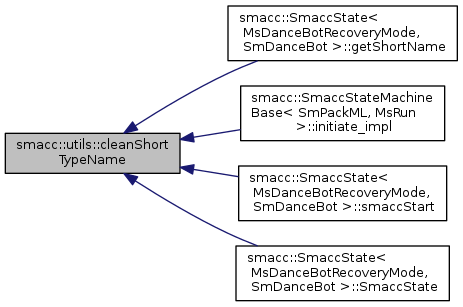 smacc::SmaccState<
MsDanceBotRecoveryMode,
SmDanceBot >::getShortName
smacc::SmaccStateMachine
Base< SmPackML, MsRun
>::initiate_impl
smacc::utils::cleanShort
TypeName
smacc::SmaccState<
MsDanceBotRecoveryMode,
SmDanceBot >::smaccStart
smacc::SmaccState<
MsDanceBotRecoveryMode,
SmDanceBot >::SmaccState